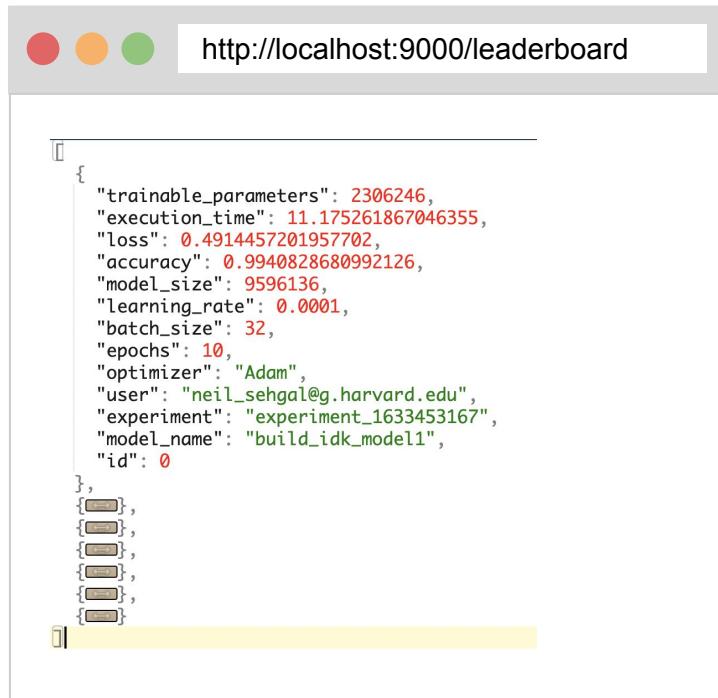 http://localhost:9000/leaderboard
[
{
"trainable_parameters": 2306246,
"execution_time": 11.175261867046355,
"loss": 0.4914457201957702,
"accuracy": 0.9940828680992126,
"model_size": 9596136,
"learning_rate": 0.0001,
"batch_size": 32,
"epochs": 10,
"optimizer": "Adam",
"user": "neil_sehgal@g.harvard.edu",
"experiment": "experiment_1633453167",
"model_name": "build_idk_model1",
"id": 0
},
{},
{},
{},
{},
{},
{}
]